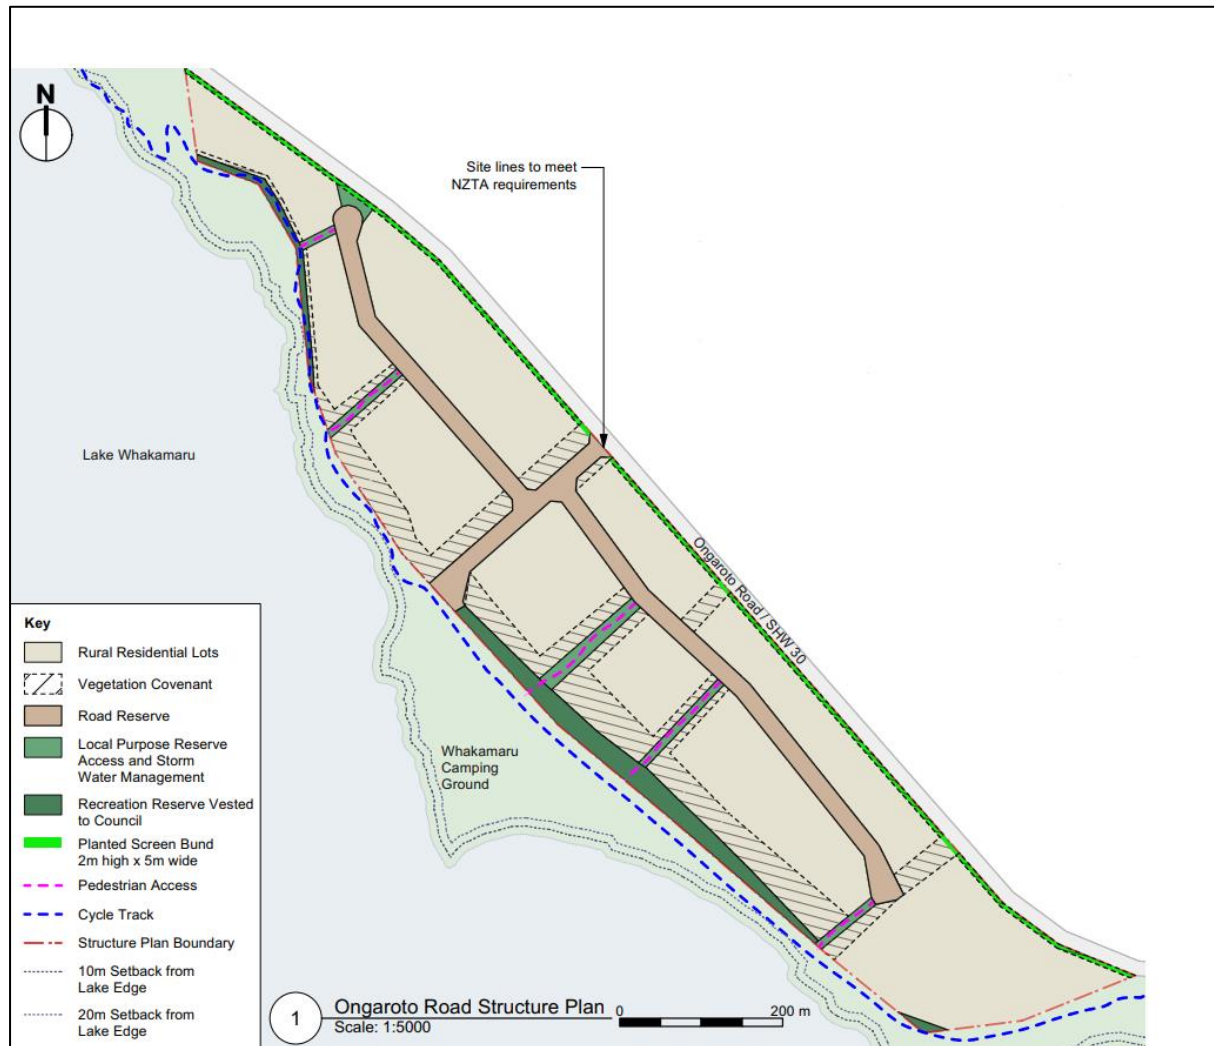 N
Site lines to meet
NZTA requirements
Lake Whakamaru
Ongaroto Road / SHW 30
Whakamaru
Camping
Ground
Key
Rural Residential Lots
Vegetation Covenant
Road Reserve
Local Purpose Reserve
Access and Storm
Water Management
Recreation Reserve Vested
to Council
Planted Screen Bund
2m high x 5m wide
Pedestrian Access
Cycle Track
Structure Plan Boundary
10m Setback from
Lake Edge
20m Setback from
Lake Edge
1
Ongaroto Road Structure Plan
Scale: 1:5000
0 200 m